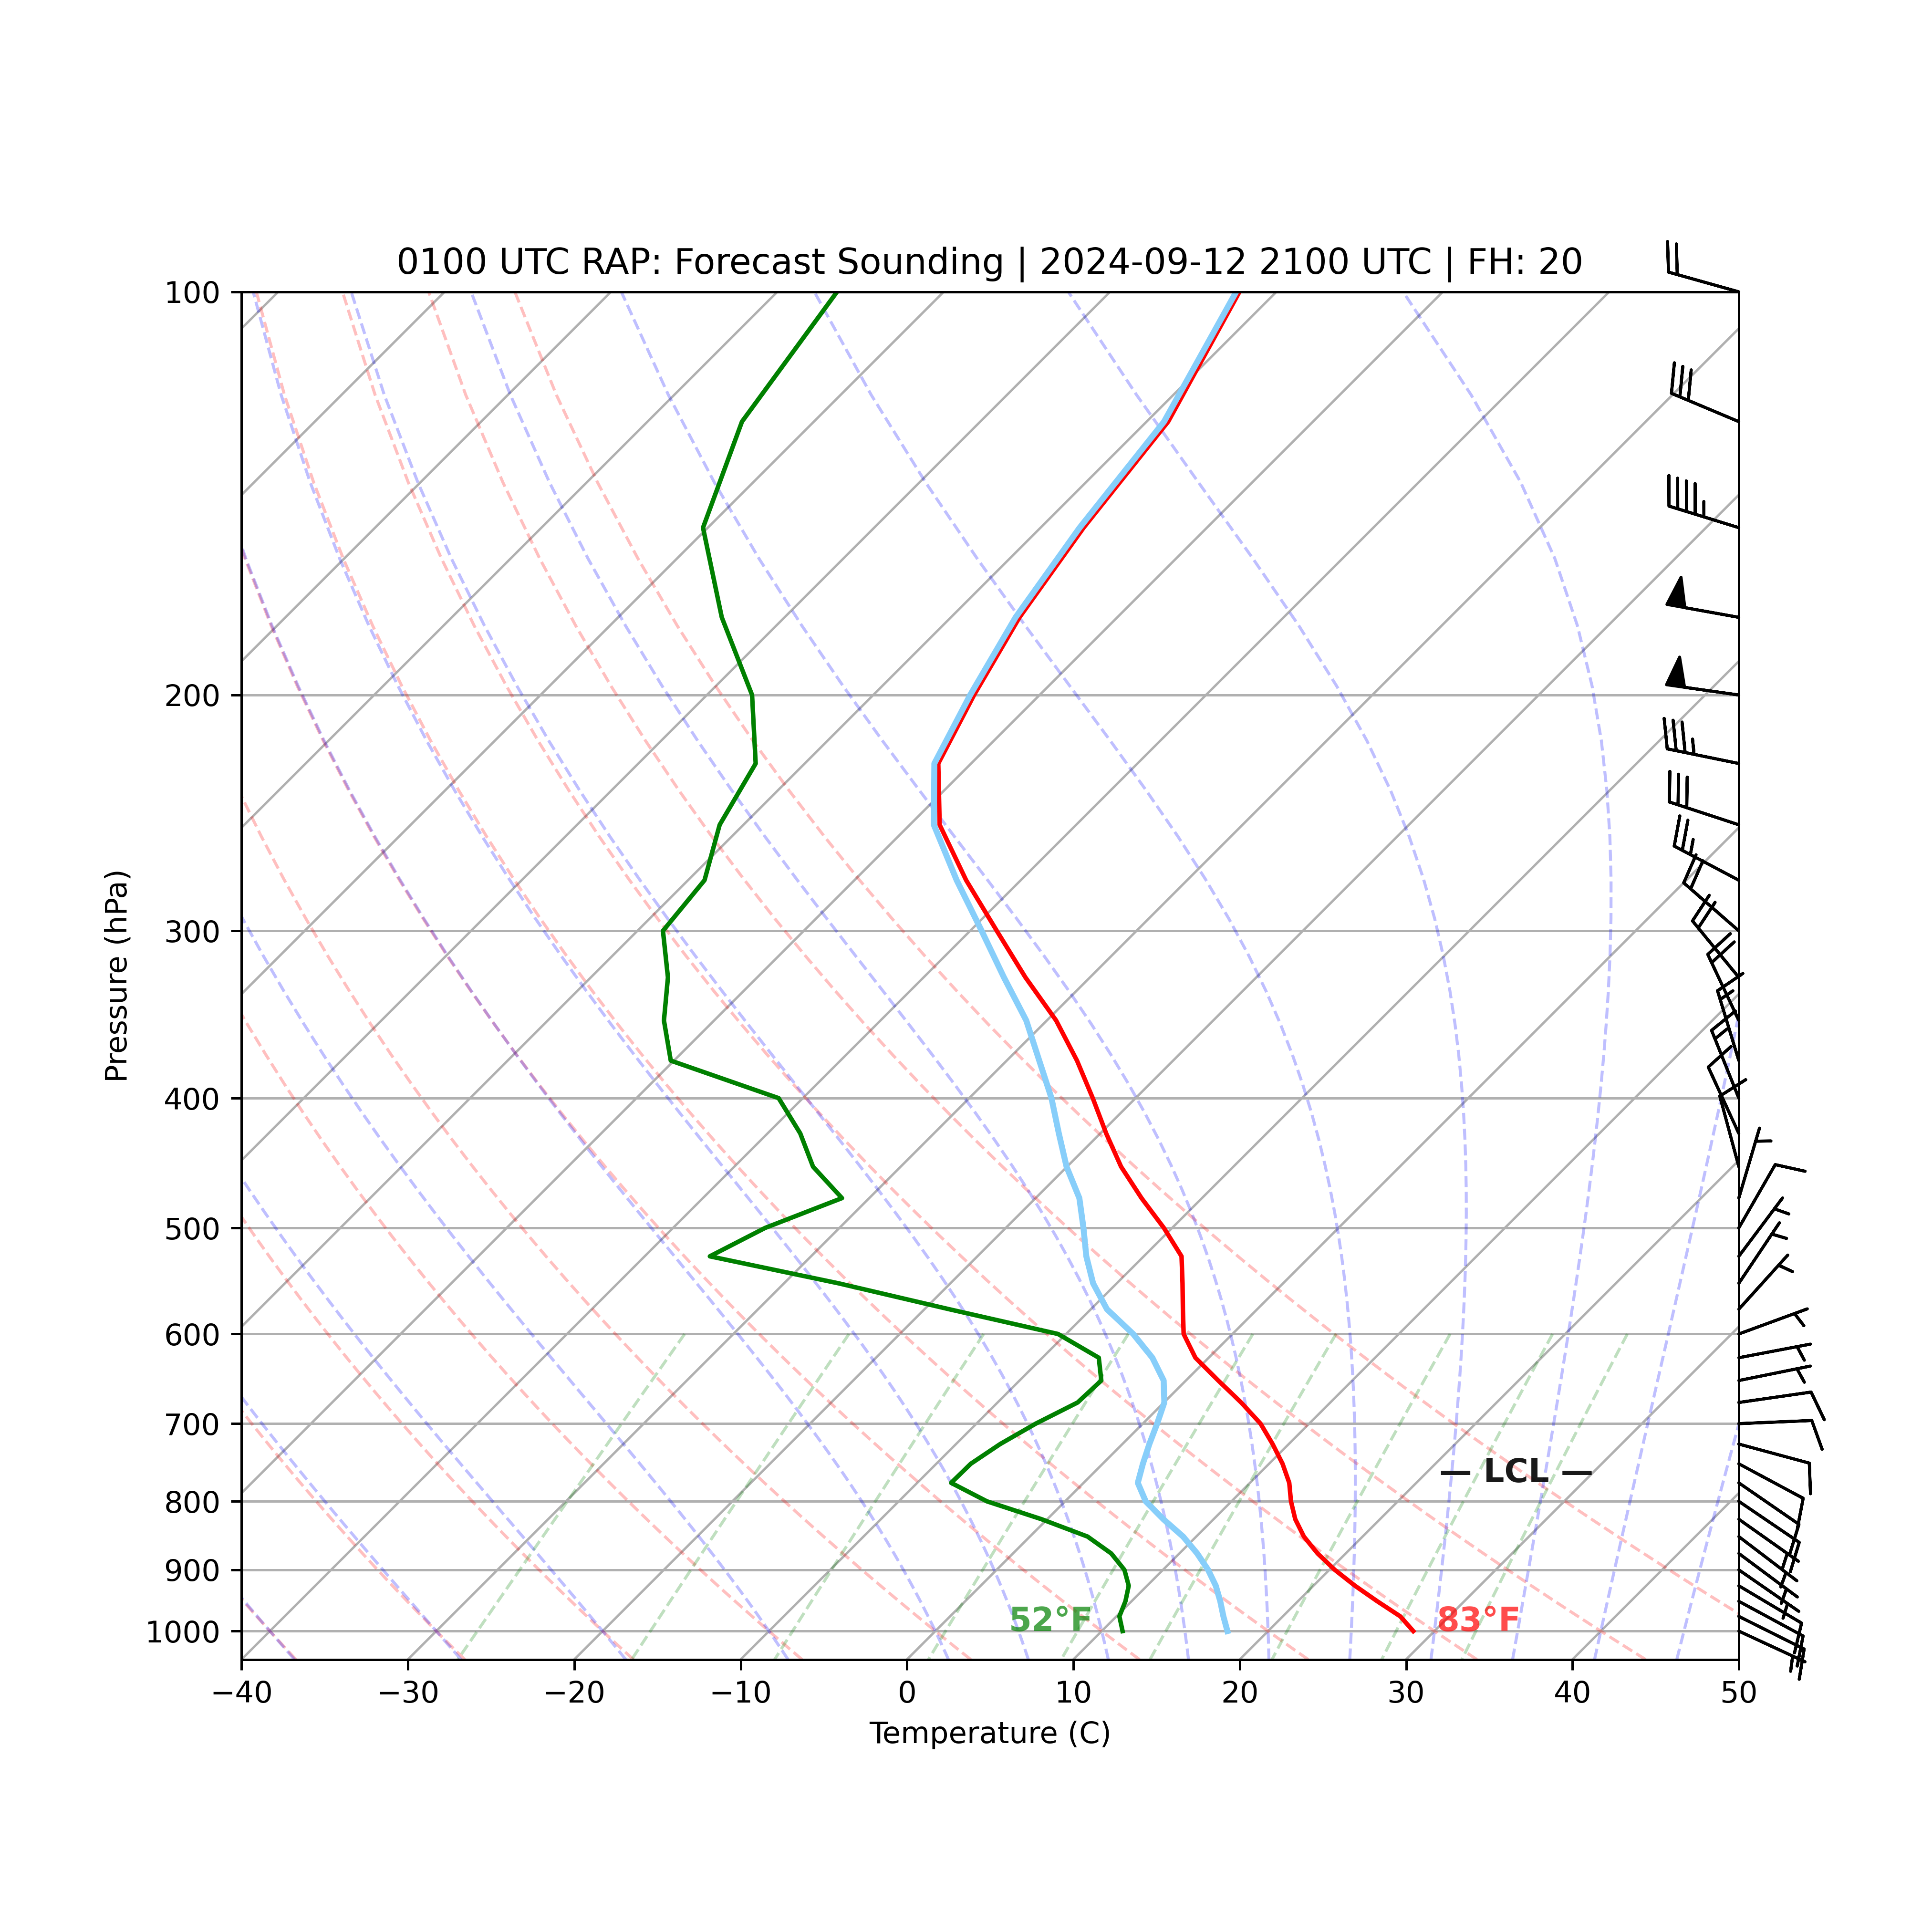 0100 UTC RAP: Forecast Sounding | 2024-09-12 2100 UTC | FH: 20
100
200
300
400
500
600
700
800
900
1000
Pressure (hPa)
— LCL —
52°F
83°F
−40 −30 −20 −10 0 10 20 30 40 50
Temperature (C)